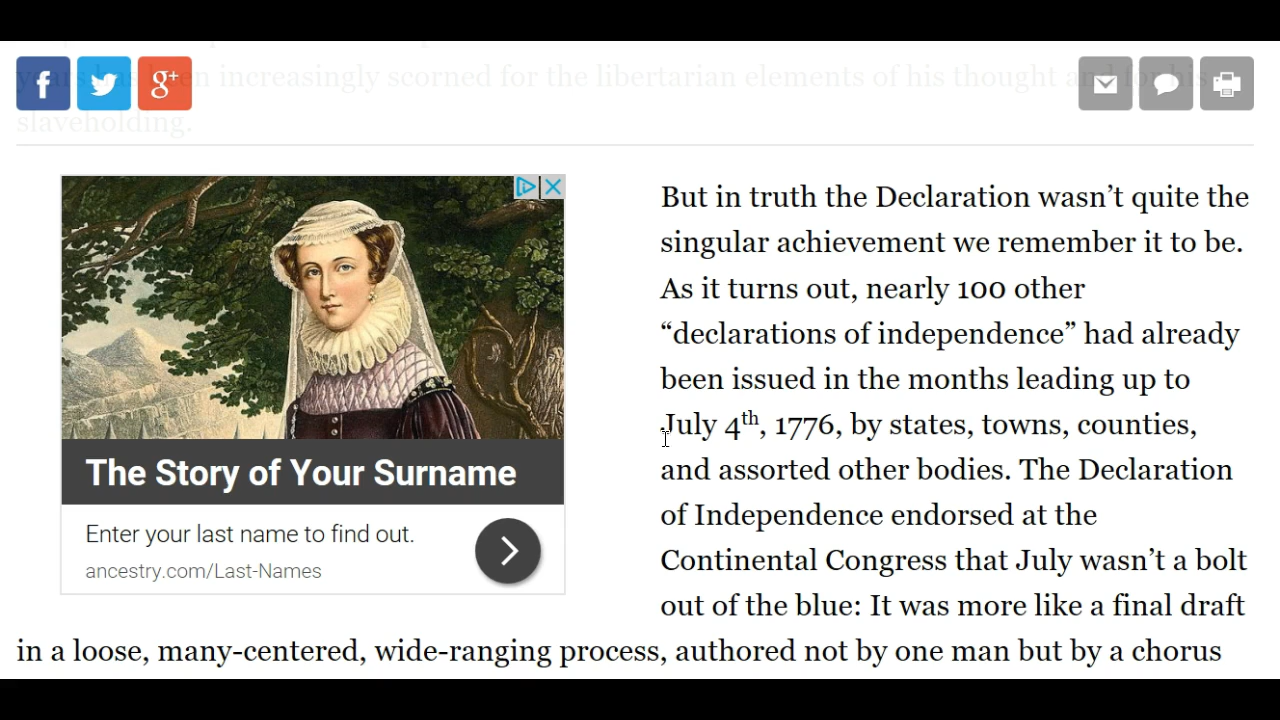 f
g+
years has been increasingly scorned for the libertarian elements of his thought and for his
slaveholding.
But in truth the Declaration wasn’t quite the
singular achievement we remember it to be.
As it turns out, nearly 100 other
“declarations of independence” had already
been issued in the months leading up to
July 4th, 1776, by states, towns, counties,
and assorted other bodies. The Declaration
of Independence endorsed at the
Continental Congress that July wasn’t a bolt
out of the blue: It was more like a final draft
in a loose, many-centered, wide-ranging process, authored not by one man but by a chorus
The Story of Your Surname
Enter your last name to find out.
ancestry.com/Last-Names